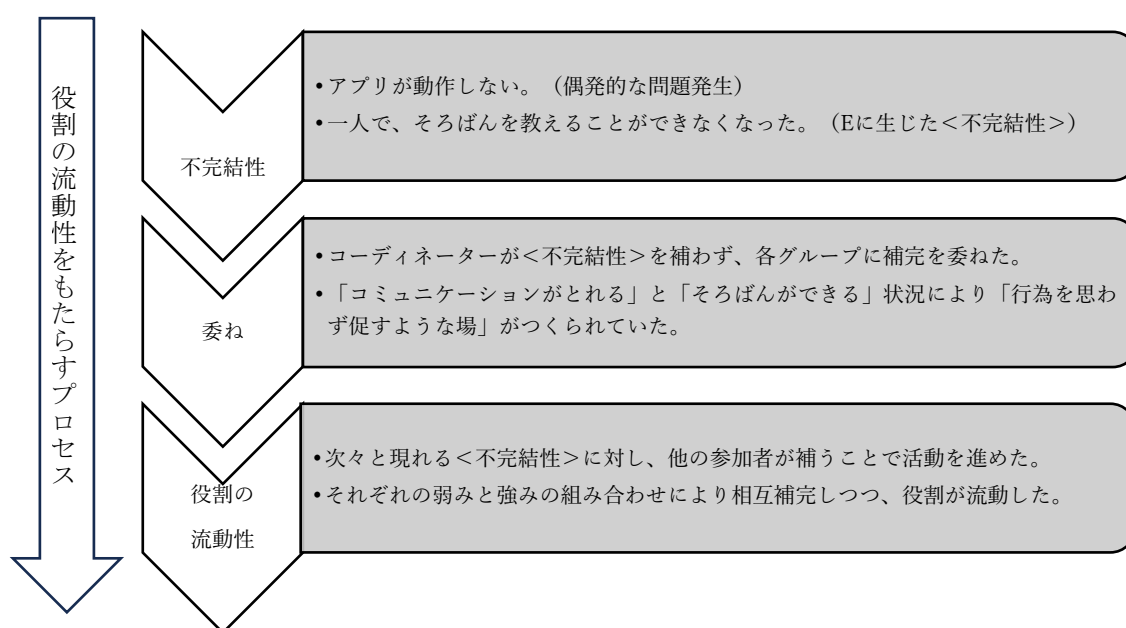 役割の流動性をもたらすプロセス
不完結性
•アプリが動作しない。（偶発的な問題発生）
•一人で、そろばんを教えることができなくなった。（Eに生じた＜不完結性＞）
委ね
•コーディネーターが＜不完結性＞を補わず、各グループに補完を委ねた。
•「コミュニケーションがとれる」と「そろばんができる」状況により「行為を思わ
ず促すような場」がつくられていた。
役割の
流動性
•次々と現れる＜不完結性＞に対し、他の参加者が補うことで活動を進めた。
•それぞれの弱みと強みの組み合わせにより相互補完しつつ、役割が流動した。